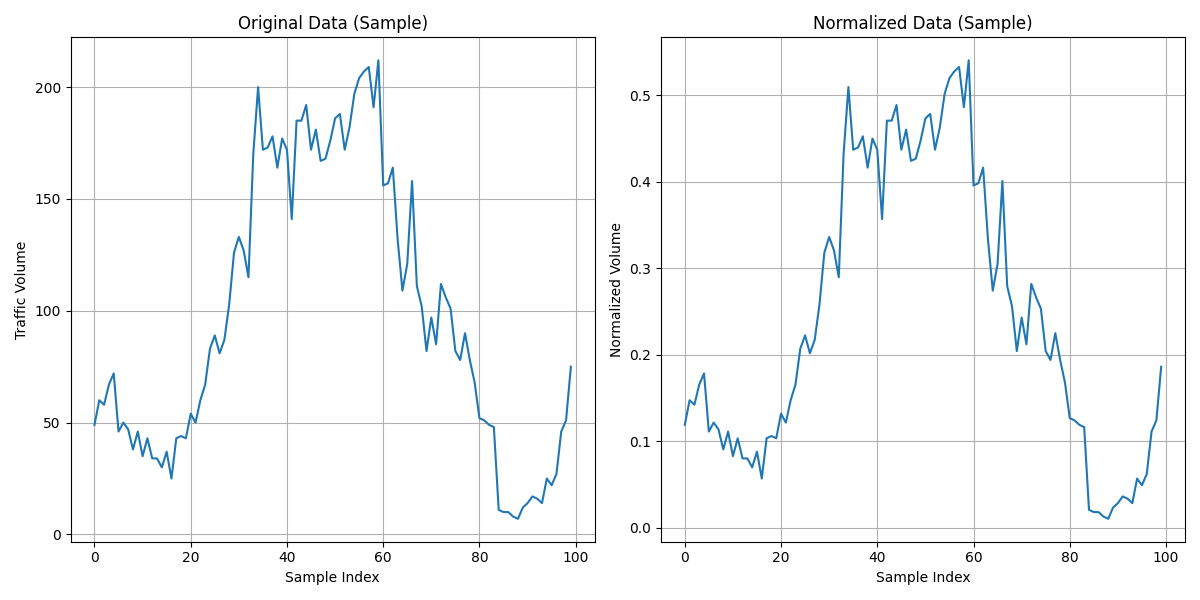 Original Data (Sample)
Traffic Volume
200
150
100
50
0
0 20 40 60 80 100
Sample Index
Normalized Data (Sample)
Normalized Volume
0.5
0.4
0.3
0.2
0.1
0.0
0 20 40 60 80 100
Sample Index